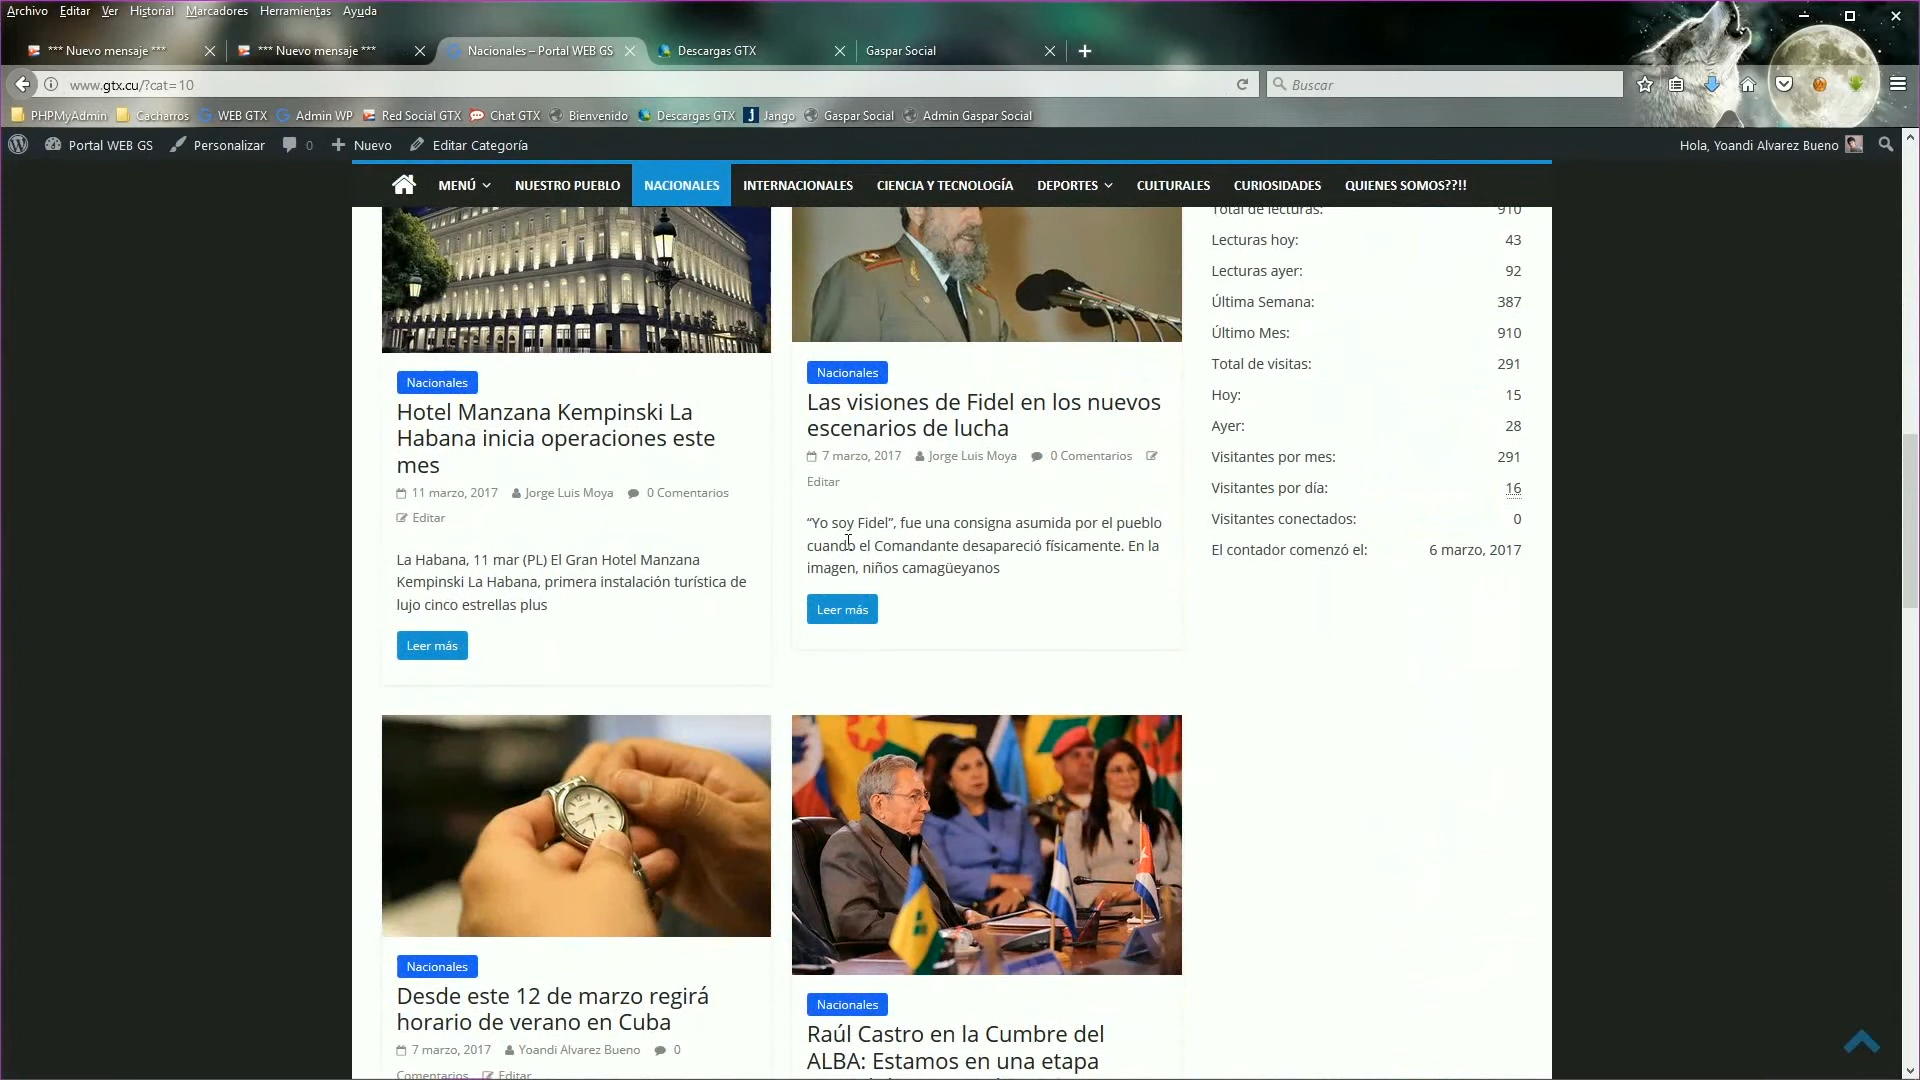 Archivo Editar Ver Historial Marcadores Herramientas Ayuda
*** Nuevo mensaje *** *** Nuevo mensaje *** Nacionales – Portal WEB GS Descargas GTX Gaspar Social
www.gtx.cu/?cat=10 Buscar
PHPMyAdmin Cacharros WEB GTX Admin WP Red Social GTX Chat GTX Bienvenido Descargas GTX Jango Gaspar Social Admin Gaspar Social
Portal WEB GS Personalizar 0 Nuevo Editar Categoría Hola, Yoandi Alvarez Bueno
MENÚ NUESTRO PUEBLO NACIONALES INTERNACIONALES CIENCIA Y TECNOLOGÍA DEPORTES CULTURALES CURIOSIDADES QUIENES SOMOS??!!
Nacionales
Hotel Manzana Kempinski La
Habana inicia operaciones este
mes
11 marzo, 2017 Jorge Luis Moya 0 Comentarios
Editar
La Habana, 11 mar (PL) El Gran Hotel Manzana
Kempinski La Habana, primera instalación turística de
lujo cinco estrellas plus
Leer más
Nacionales
Las visiones de Fidel en los nuevos
escenarios de lucha
7 marzo, 2017 Jorge Luis Moya 0 Comentarios
Editar
“Yo soy Fidel”, fue una consigna asumida por el pueblo
cuando el Comandante desapareció físicamente. En la
imagen, niños camagüeyanos
Leer más
Nacionales
Desde este 12 de marzo regirá
horario de verano en Cuba
7 marzo, 2017 Yoandi Alvarez Bueno 0
Comentarios Editar
Nacionales
Raúl Castro en la Cumbre del
ALBA: Estamos en una etapa
Total de lecturas: 910
Lecturas hoy: 43
Lecturas ayer: 92
Última Semana: 387
Último Mes: 910
Total de visitas: 291
Hoy: 15
Ayer: 28
Visitantes por mes: 291
Visitantes por día: 16
Visitantes conectados: 0
El contador comenzó el: 6 marzo, 2017